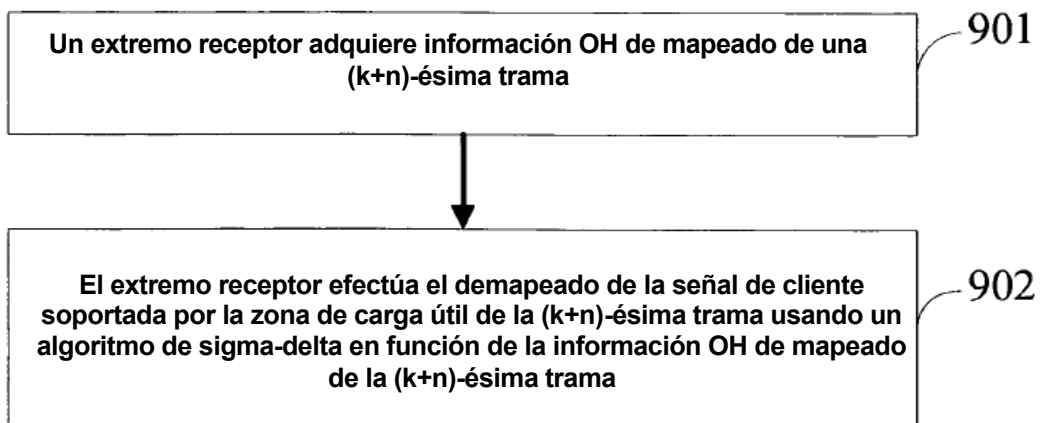 Un extremo receptor adquiere información OH de mapeado de una
(k+n)-ésima trama
901
El extremo receptor efectúa el demapeado de la señal de cliente
soportada por la zona de carga útil de la (k+n)-ésima trama usando un
algoritmo de sigma-delta en función de la información OH de mapeado
de la (k+n)-ésima trama
902